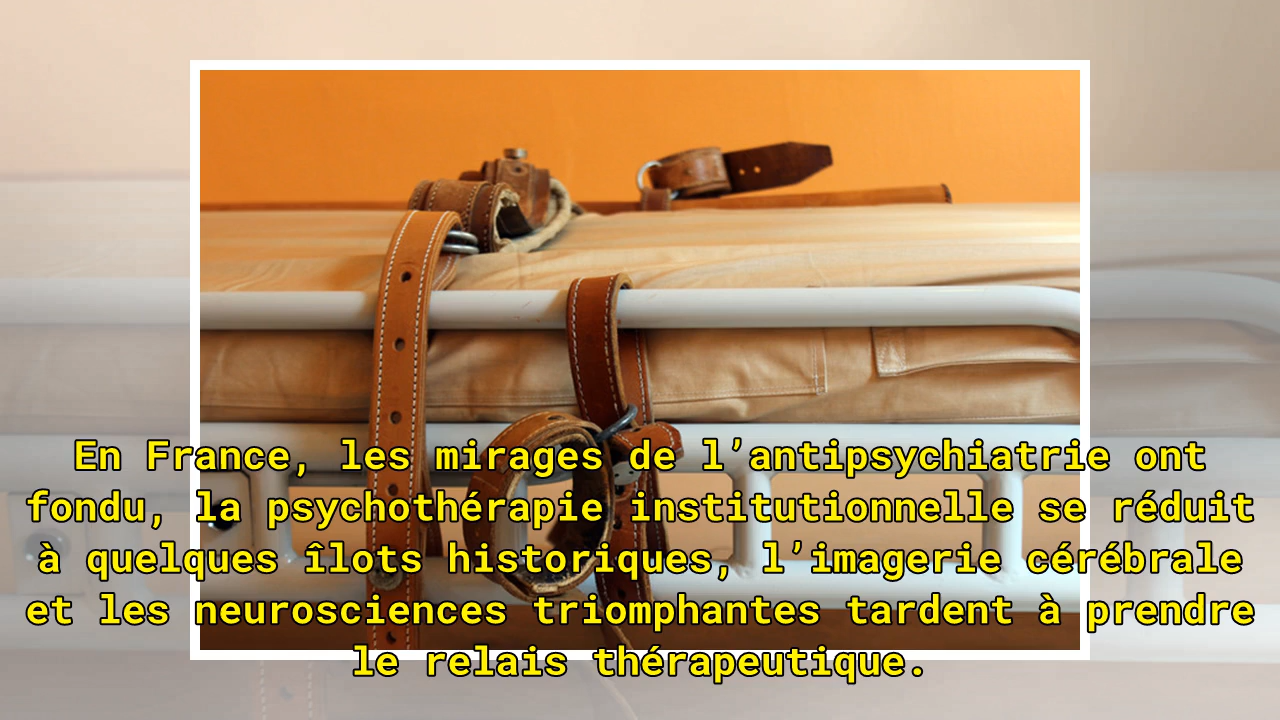 En France, les mirages de l’antipsychiatrie ont
fondu, la psychothérapie institutionnelle se réduit
à quelques îlots historiques, l’imagerie cérébrale
et les neurosciences triomphantes tardent à prendre
le relais thérapeutique.